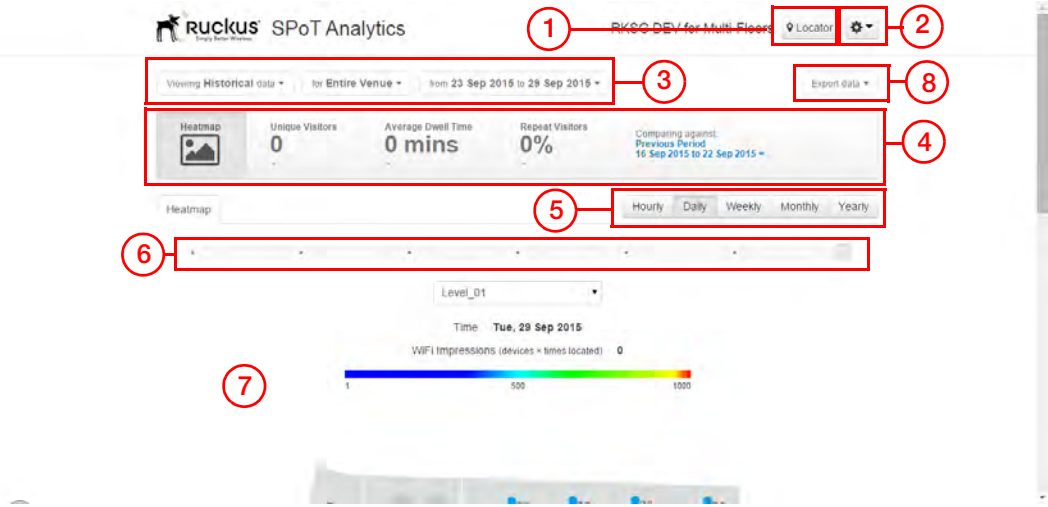 RUCKUS SPoT Analytics
Simply Better Wireless.
1
RKSG DEV for Multi Floors
Locator
2
Viewing Historical data
for Entire Venue
from 23 Sep 2015 to 29 Sep 2015
3
Export data
8
Heatmap
Unique Visitors
0
-
Average Dwell Time
0 mins
-
Repeat Visitors
0%
-
Comparing against:
Previous Period
16 Sep 2015 to 22 Sep 2015
4
Heatmap
5
Hourly Daily Weekly Monthly Yearly
6
Level_01
Time Tue, 29 Sep 2015
WiFi Impressions (devices × times located) 0
7
1 500 1000